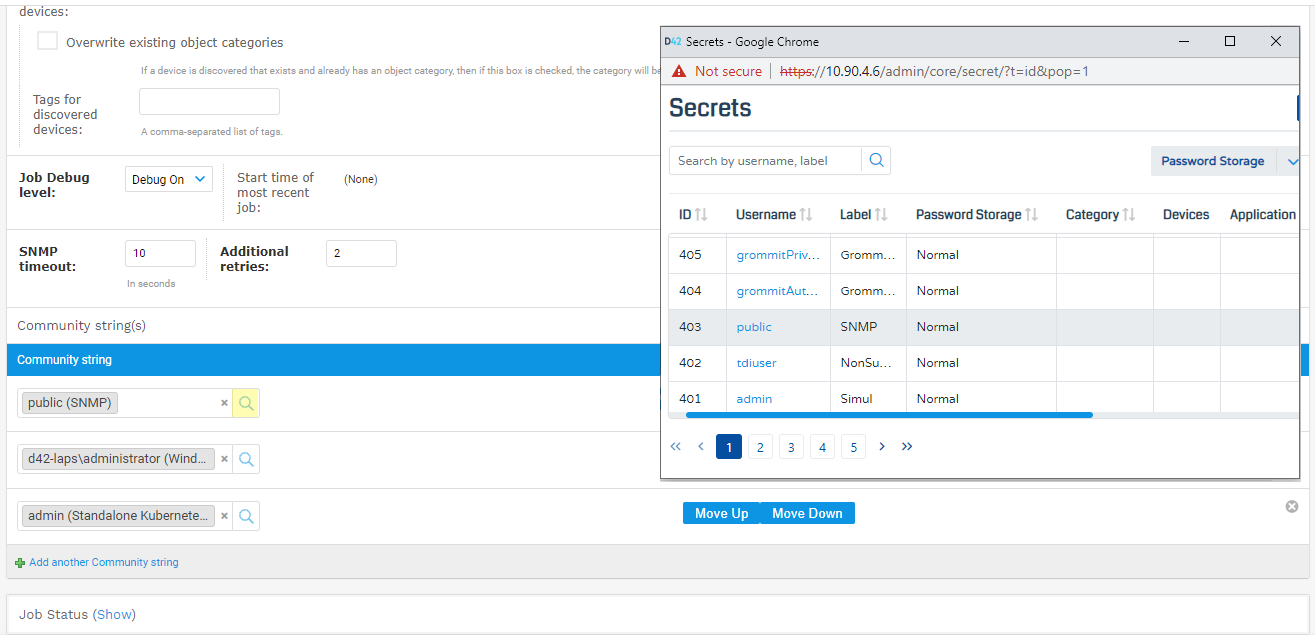 devices:
Overwrite existing object categories
If a device is discovered that exists and already has an object category, then if this box is checked, the category will be
Tags for
discovered
devices:
A comma-separated list of tags.
Job Debug
level:
Debug On
Start time of
most recent
job:
(None)
SNMP
timeout:
10
In seconds
Additional
retries:
2
Community string(s)
Community string
public (SNMP) ×
d42-laps\administrator (Wind... ×
admin (Standalone Kubernete... ×
Move Up Move Down
Add another Community string
Job Status (Show)
D42 Secrets - Google Chrome
Not secure https://10.90.4.6/admin/core/secret/?t=id&pop=1
Secrets
Search by username, label
Password Storage
ID Username Label Password Storage Category Devices Application
405 grommitPriv... Gromm... Normal
404 grommitAut... Gromm... Normal
403 public SNMP Normal
402 tdiuser NonSu... Normal
401 admin Simul Normal
« ‹ 1 2 3 4 5 › »